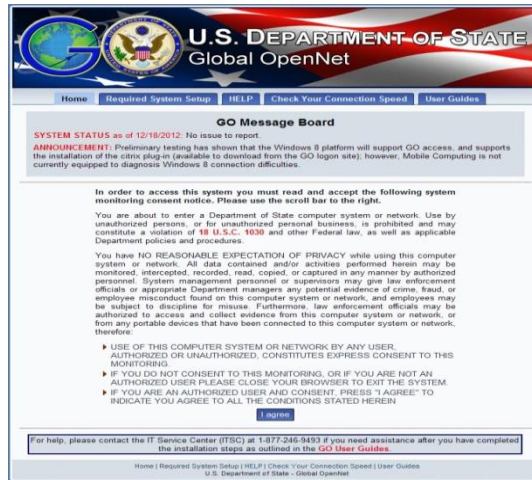 U.S. DEPARTMENT OF STATE
Global OpenNet
Home Required System Setup HELP Check Your Connection Speed User Guides
GO Message Board
SYSTEM STATUS as of 12/18/2012: No issue to report.
ANNOUNCEMENT: Preliminary testing has shown that the Windows 8 platform will support GO access, and supports
the installation of the citrix plug-in (available to download from the GO logon site); however, Mobile Computing is not
currently equipped to diagnosis Windows 8 connection difficulties.
In order to access this system you must read and accept the following system
monitoring consent notice. Please use the scroll bar to the right.
You are about to enter a Department of State computer system or network. Use by
unauthorized persons, or for unauthorized personal business, is prohibited and may
constitute a violation of 18 U.S.C. 1030 and other Federal law, as well as applicable
Department policies and procedures.
You have NO REASONABLE EXPECTATION OF PRIVACY while using this computer
system or network. All data contained and/or activities performed herein may be
monitored, intercepted, recorded, read, copied, or captured in any manner by authorized
personnel. System management personnel or supervisors may give law enforcement
officials or appropriate Department managers any potential evidence of crime, fraud, or
employee misconduct found on this computer system or network, and employees may
be subject to discipline for misuse. Furthermore, law enforcement officials may be
authorized to access and collect evidence from this computer system or network, or
from any portable devices that have been connected to this computer system or network,
therefore:
USE OF THIS COMPUTER SYSTEM OR NETWORK BY ANY USER,
AUTHORIZED OR UNAUTHORIZED, CONSTITUTES EXPRESS CONSENT TO THIS
MONITORING.
IF YOU DO NOT CONSENT TO THIS MONITORING, OR IF YOU ARE NOT AN
AUTHORIZED USER PLEASE CLOSE YOUR BROWSER TO EXIT THE SYSTEM.
IF YOU ARE AN AUTHORIZED USER AND CONSENT, PRESS "I AGREE" TO
INDICATE YOU AGREE TO ALL THE CONDITIONS STATED HEREIN
I agree
For help, please contact the IT Service Center (ITSC) at 1-877-246-9493 if you need assistance after you have completed
the installation steps as outlined in the GO User Guides.
Home | Required System Setup | HELP | Check Your Connection Speed | User Guides
U.S. Department of State - Global OpenNet